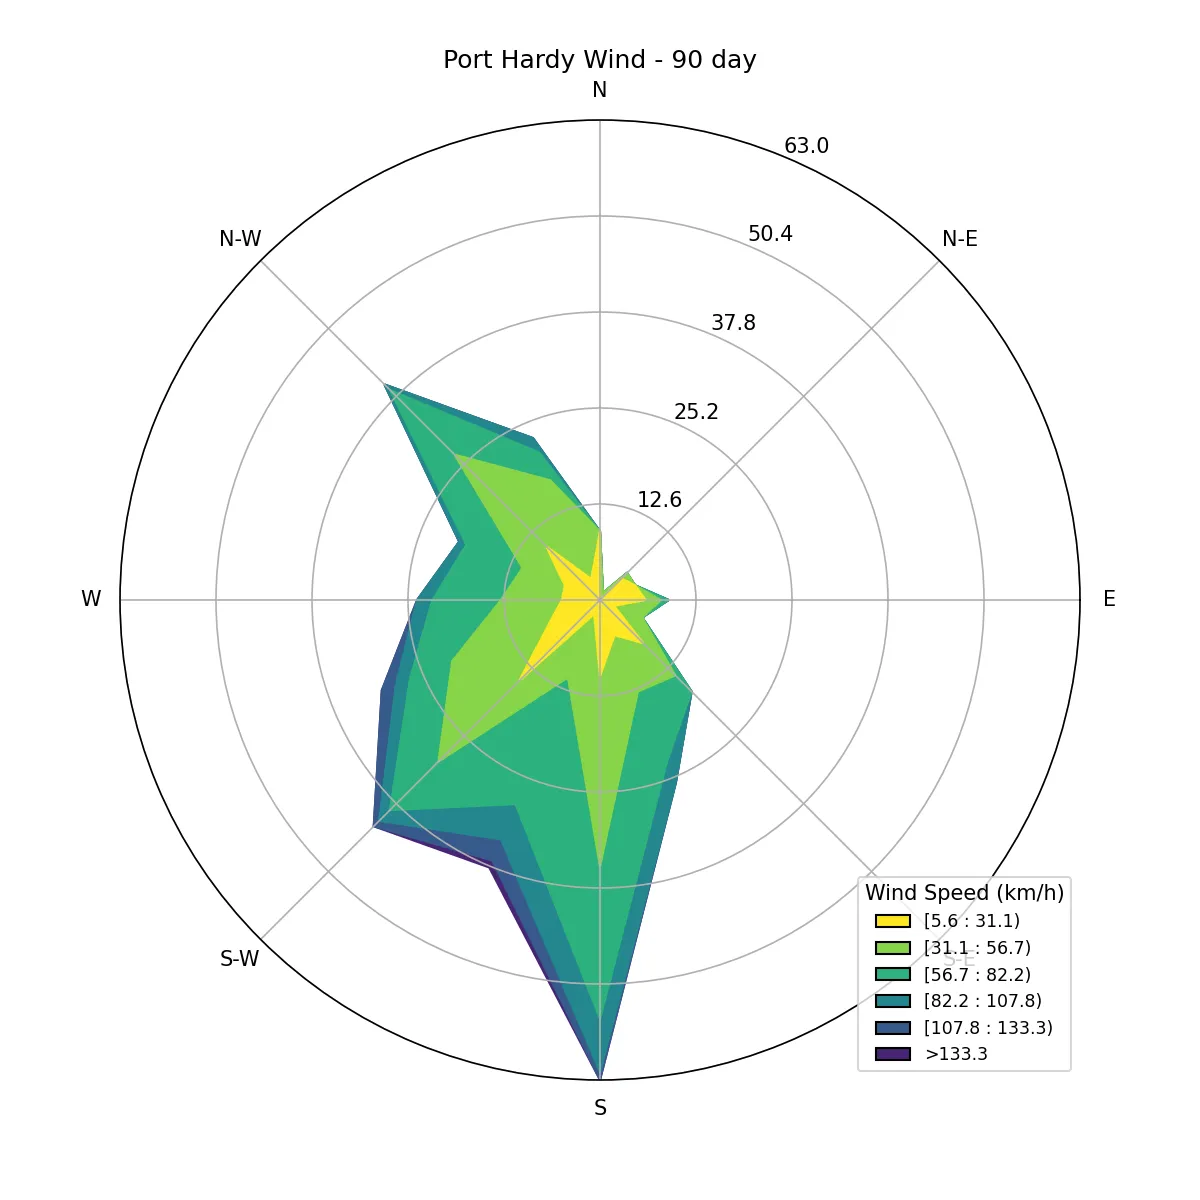 Port Hardy Wind - 90 day
N
63.0
N-W
50.4
N-E
37.8
25.2
12.6
W
E
S-W
S-E
Wind Speed (km/h)
[5.6 : 31.1)
[31.1 : 56.7)
[56.7 : 82.2)
[82.2 : 107.8)
[107.8 : 133.3)
>133.3
S